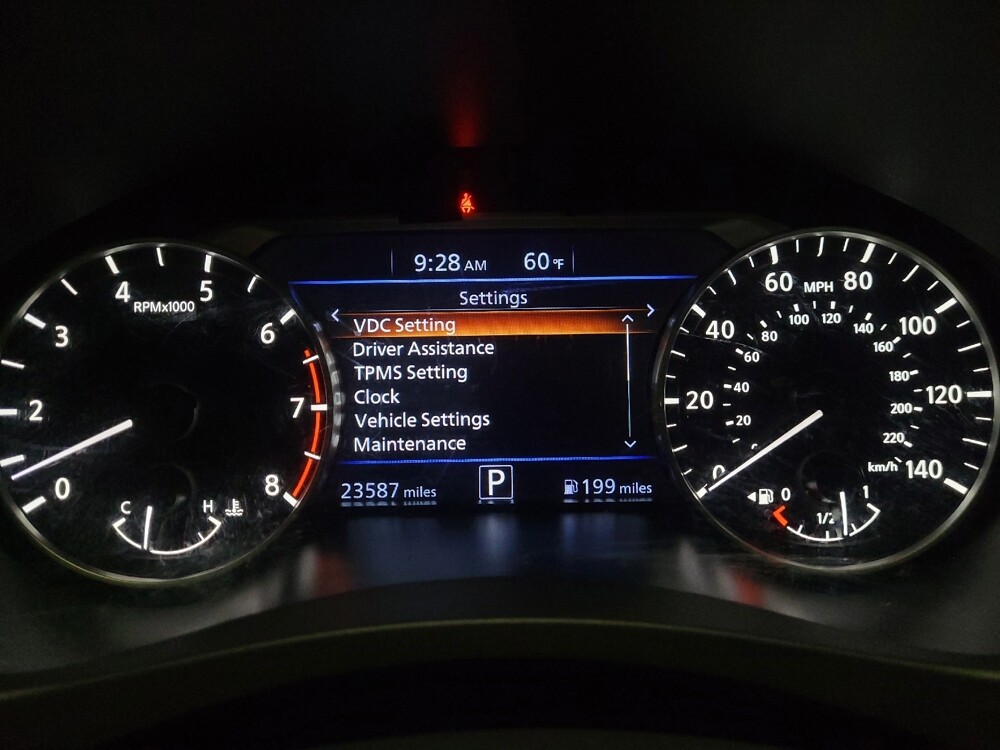 9:28 AM 60°F
Settings
VDC Setting
Driver Assistance
TPMS Setting
Clock
Vehicle Settings
Maintenance
23587 miles P 199 miles
RPMx1000
0
2
3
4
5
6
7
8
C H
MPH
0
20
40
60
80
100
120
140
20
40
60
80
100
120
140
160
180
200
220
km/h
0 1/2 1